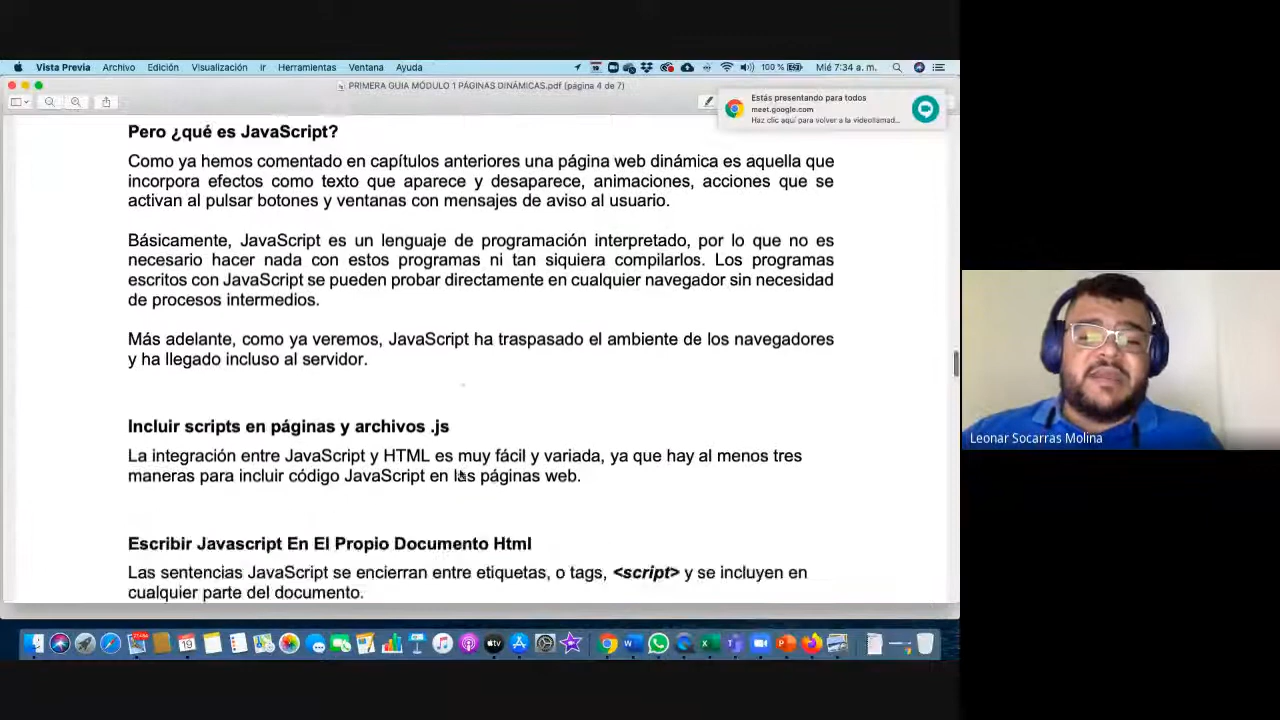 Vista Previa Archivo Edición Visualización Ir Herramientas Ventana Ayuda 100 % Mié 7:34 a. m.
PRIMERA GUIA MÓDULO 1 PÁGINAS DINÁMICAS.pdf (página 4 de 7)
Estás presentando para todos
meet.google.com
Haz clic aquí para volver a la videollamad...
Pero ¿qué es JavaScript?
Como ya hemos comentado en capítulos anteriores una página web dinámica es aquella que
incorpora efectos como texto que aparece y desaparece, animaciones, acciones que se
activan al pulsar botones y ventanas con mensajes de aviso al usuario.
Básicamente, JavaScript es un lenguaje de programación interpretado, por lo que no es
necesario hacer nada con estos programas ni tan siquiera compilarlos. Los programas
escritos con JavaScript se pueden probar directamente en cualquier navegador sin necesidad
de procesos intermedios.
Más adelante, como ya veremos, JavaScript ha traspasado el ambiente de los navegadores
y ha llegado incluso al servidor.
Incluir scripts en páginas y archivos .js
La integración entre JavaScript y HTML es muy fácil y variada, ya que hay al menos tres
maneras para incluir código JavaScript en las páginas web.
Escribir Javascript En El Propio Documento Html
Las sentencias JavaScript se encierran entre etiquetas, o tags, <script> y se incluyen en
cualquier parte del documento.
Leonar Socarras Molina